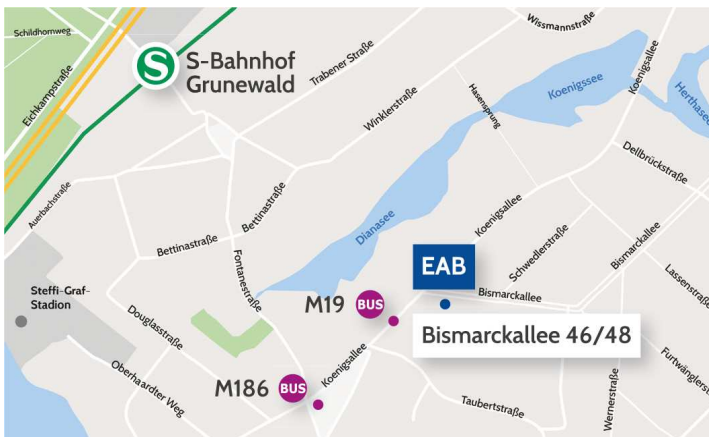 Schildhornweg
Wissmannstraße
S
S-Bahnhof
Grunewald
Eichkampstraße
Trabener Straße
Koenigssee
Koenigsallee
Herthasee
Winklerstraße
Hasensprung
Dellbrückstraße
Auerbachstraße
Bettinastraße
Dianasee
Koenigsallee
Bettinastraße
Schwedlerstraße
Bismarckallee
Fontanestraße
EAB
Lassenstraße
Steffi-Graf-
Stadion
M19 BUS
Bismarckallee
Douglasstraße
Bismarckallee 46/48
Furtwänglerst
Oberhaardter Weg
Koenigsallee
M186 BUS
Taubertstraße
Wernerstraße